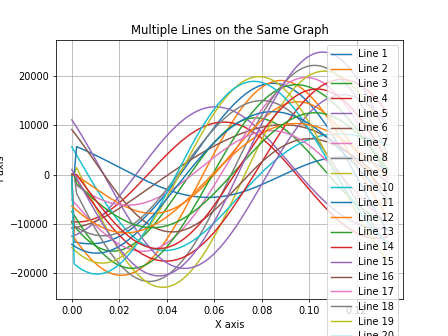 Multiple Lines on the Same Graph
20000
10000
0
−10000
−20000
0.00
0.02
0.04
0.06
0.08
0.10
X axis
Line 1
Line 2
Line 3
Line 4
Line 5
Line 6
Line 7
Line 8
Line 9
Line 10
Line 11
Line 12
Line 13
Line 14
Line 15
Line 16
Line 17
Line 18
Line 19
Line 20